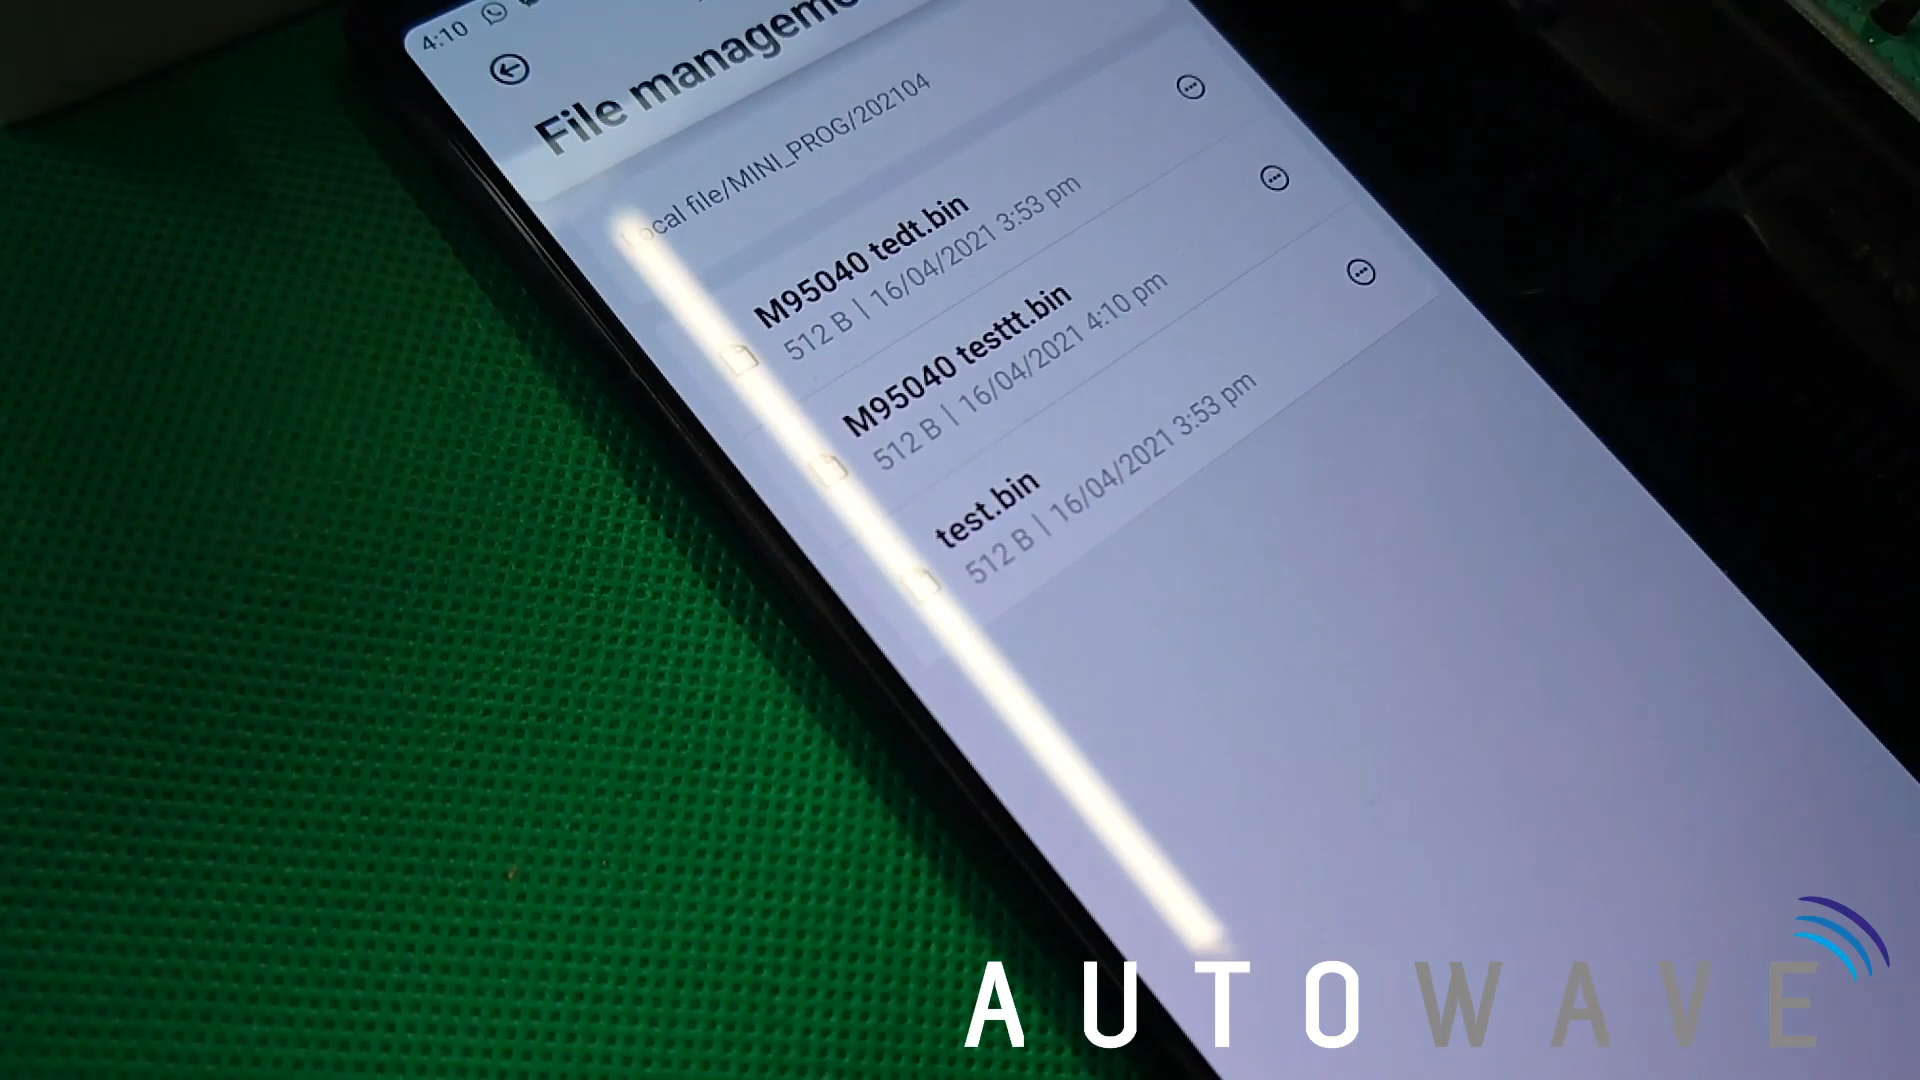 4:10
File manageme
Local file/MINI_PROG/202104
M95040 tedt.bin
512 B | 16/04/2021 3:53 pm
M95040 testtt.bin
512 B | 16/04/2021 4:10 pm
test.bin
512 B | 16/04/2021 3:53 pm
AUTOWAVE